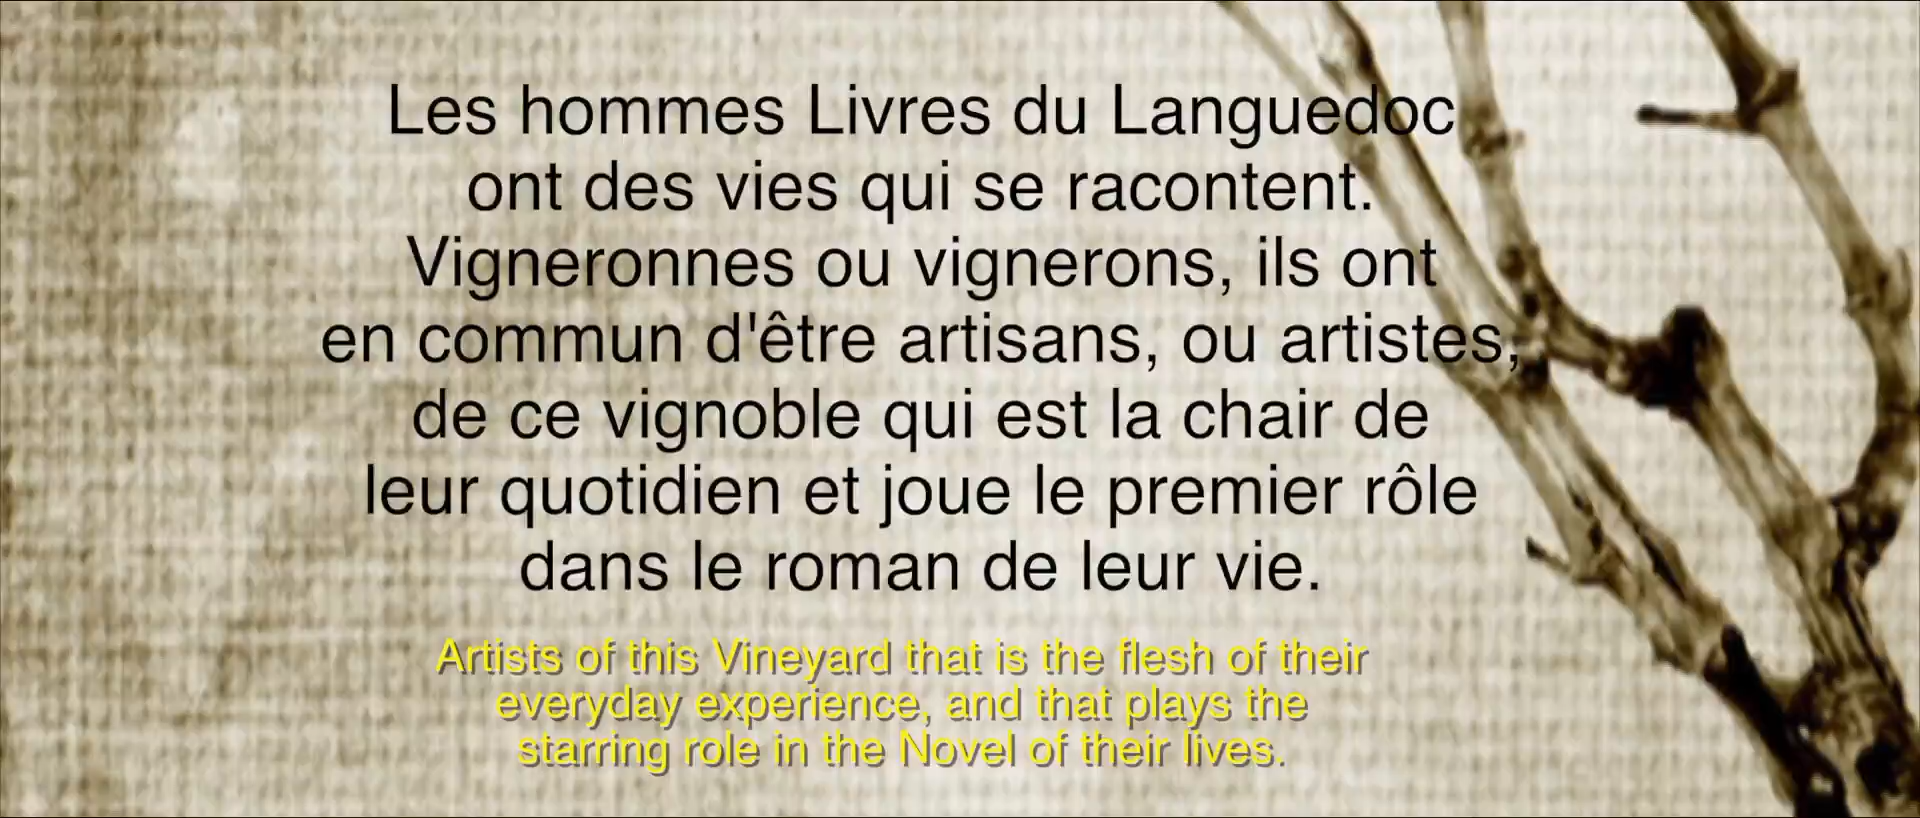 Les hommes Livres du Languedoc
ont des vies qui se racontent.
Vigneronnes ou vignerons, ils ont
en commun d'être artisans, ou artistes,
de ce vignoble qui est la chair de
leur quotidien et joue le premier rôle
dans le roman de leur vie.
Artists of this Vineyard that is the flesh of their
everyday experience, and that plays the
starring role in the Novel of their lives.